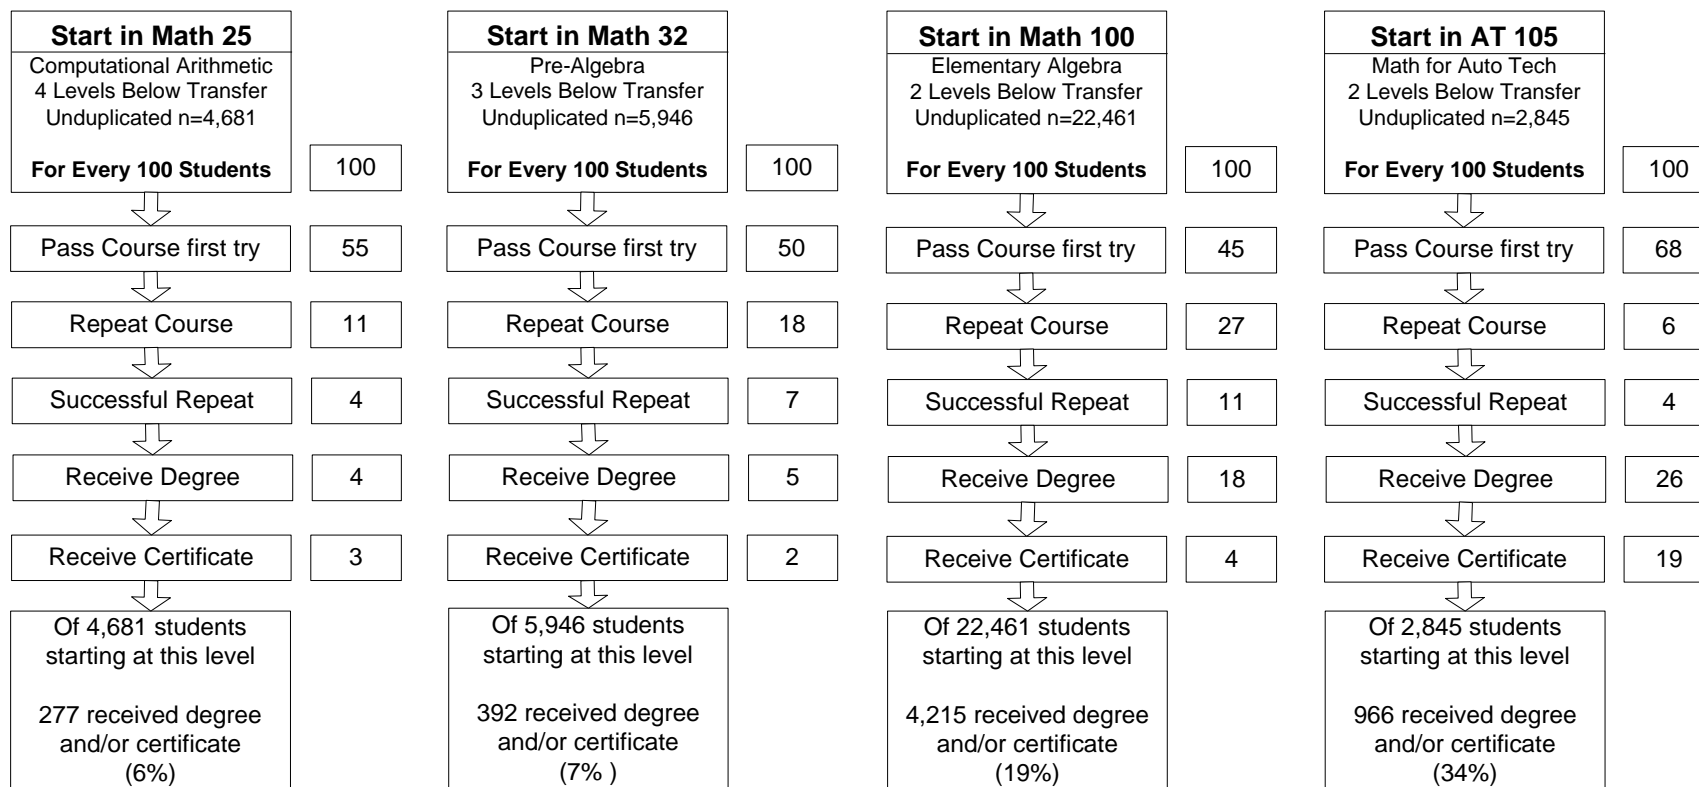 Start in Math 25
Computational Arithmetic
4 Levels Below Transfer
Unduplicated n=4,681
For Every 100 Students
100
Pass Course first try
55
Repeat Course
11
Successful Repeat
4
Receive Degree
4
Receive Certificate
3
Of 4,681 students
starting at this level
277 received degree
and/or certificate
(6%)
Start in Math 32
Pre-Algebra
3 Levels Below Transfer
Unduplicated n=5,946
For Every 100 Students
100
Pass Course first try
50
Repeat Course
18
Successful Repeat
7
Receive Degree
5
Receive Certificate
2
Of 5,946 students
starting at this level
392 received degree
and/or certificate
(7% )
Start in Math 100
Elementary Algebra
2 Levels Below Transfer
Unduplicated n=22,461
For Every 100 Students
100
Pass Course first try
45
Repeat Course
27
Successful Repeat
11
Receive Degree
18
Receive Certificate
4
Of 22,461 students
starting at this level
4,215 received degree
and/or certificate
(19%)
Start in AT 105
Math for Auto Tech
2 Levels Below Transfer
Unduplicated n=2,845
For Every 100 Students
100
Pass Course first try
68
Repeat Course
6
Successful Repeat
4
Receive Degree
26
Receive Certificate
19
Of 2,845 students
starting at this level
966 received degree
and/or certificate
(34%)